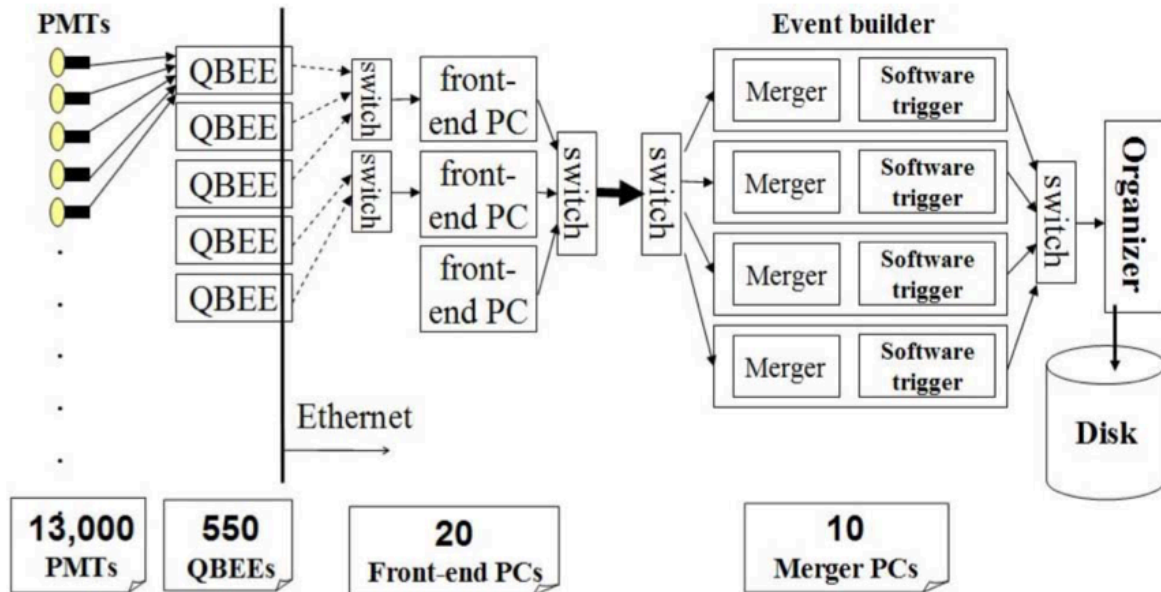 PMTs
QBEE
QBEE
QBEE
QBEE
QBEE
switch
switch
front-
end PC
front-
end PC
front-
end PC
switch
switch
Event builder
Merger
Software
trigger
Merger
Software
trigger
Merger
Software
trigger
Merger
Software
trigger
switch
Organizer
Disk
Ethernet
13,000
PMTs
550
QBEEs
20
Front-end PCs
10
Merger PCs